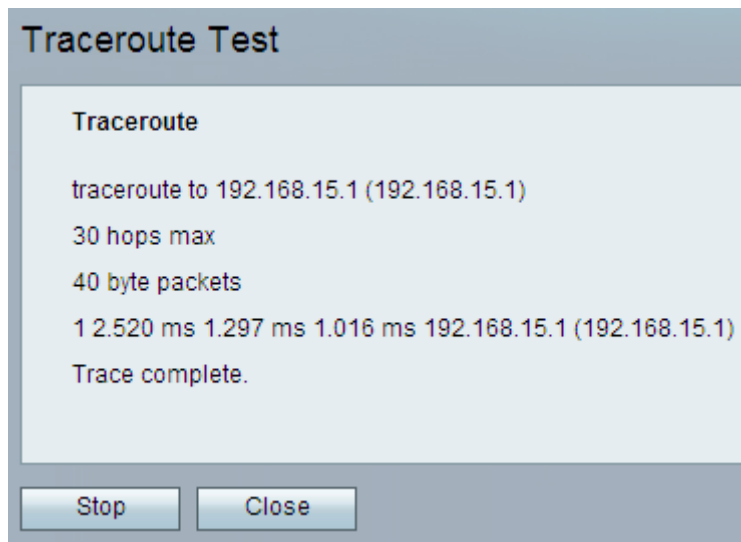 Traceroute Test
Traceroute
traceroute to 192.168.15.1 (192.168.15.1)
30 hops max
40 byte packets
1 2.520 ms 1.297 ms 1.016 ms 192.168.15.1 (192.168.15.1)
Trace complete.
Stop Close